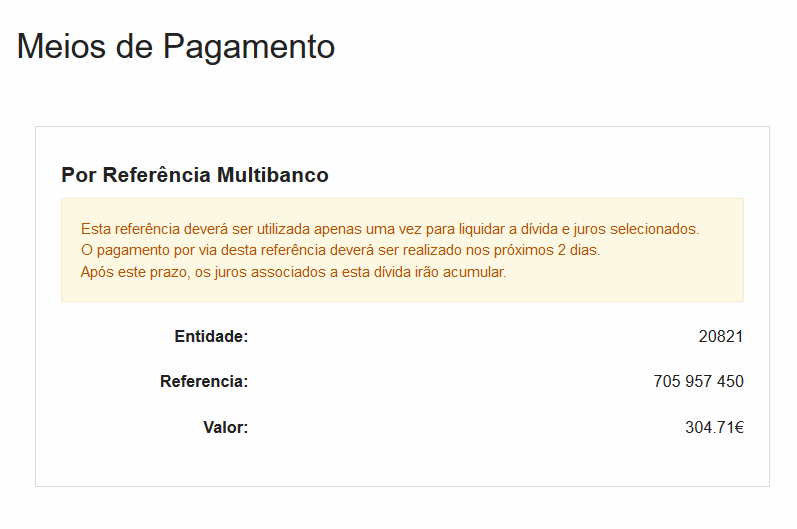 Meios de Pagamento
Por Referência Multibanco
Esta referência deverá ser utilizada apenas uma vez para liquidar a dívida e juros selecionados.
O pagamento por via desta referência deverá ser realizado nos próximos 2 dias.
Após este prazo, os juros associados a esta dívida irão acumular.
Entidade: 20821
Referencia: 705 957 450
Valor: 304.71€